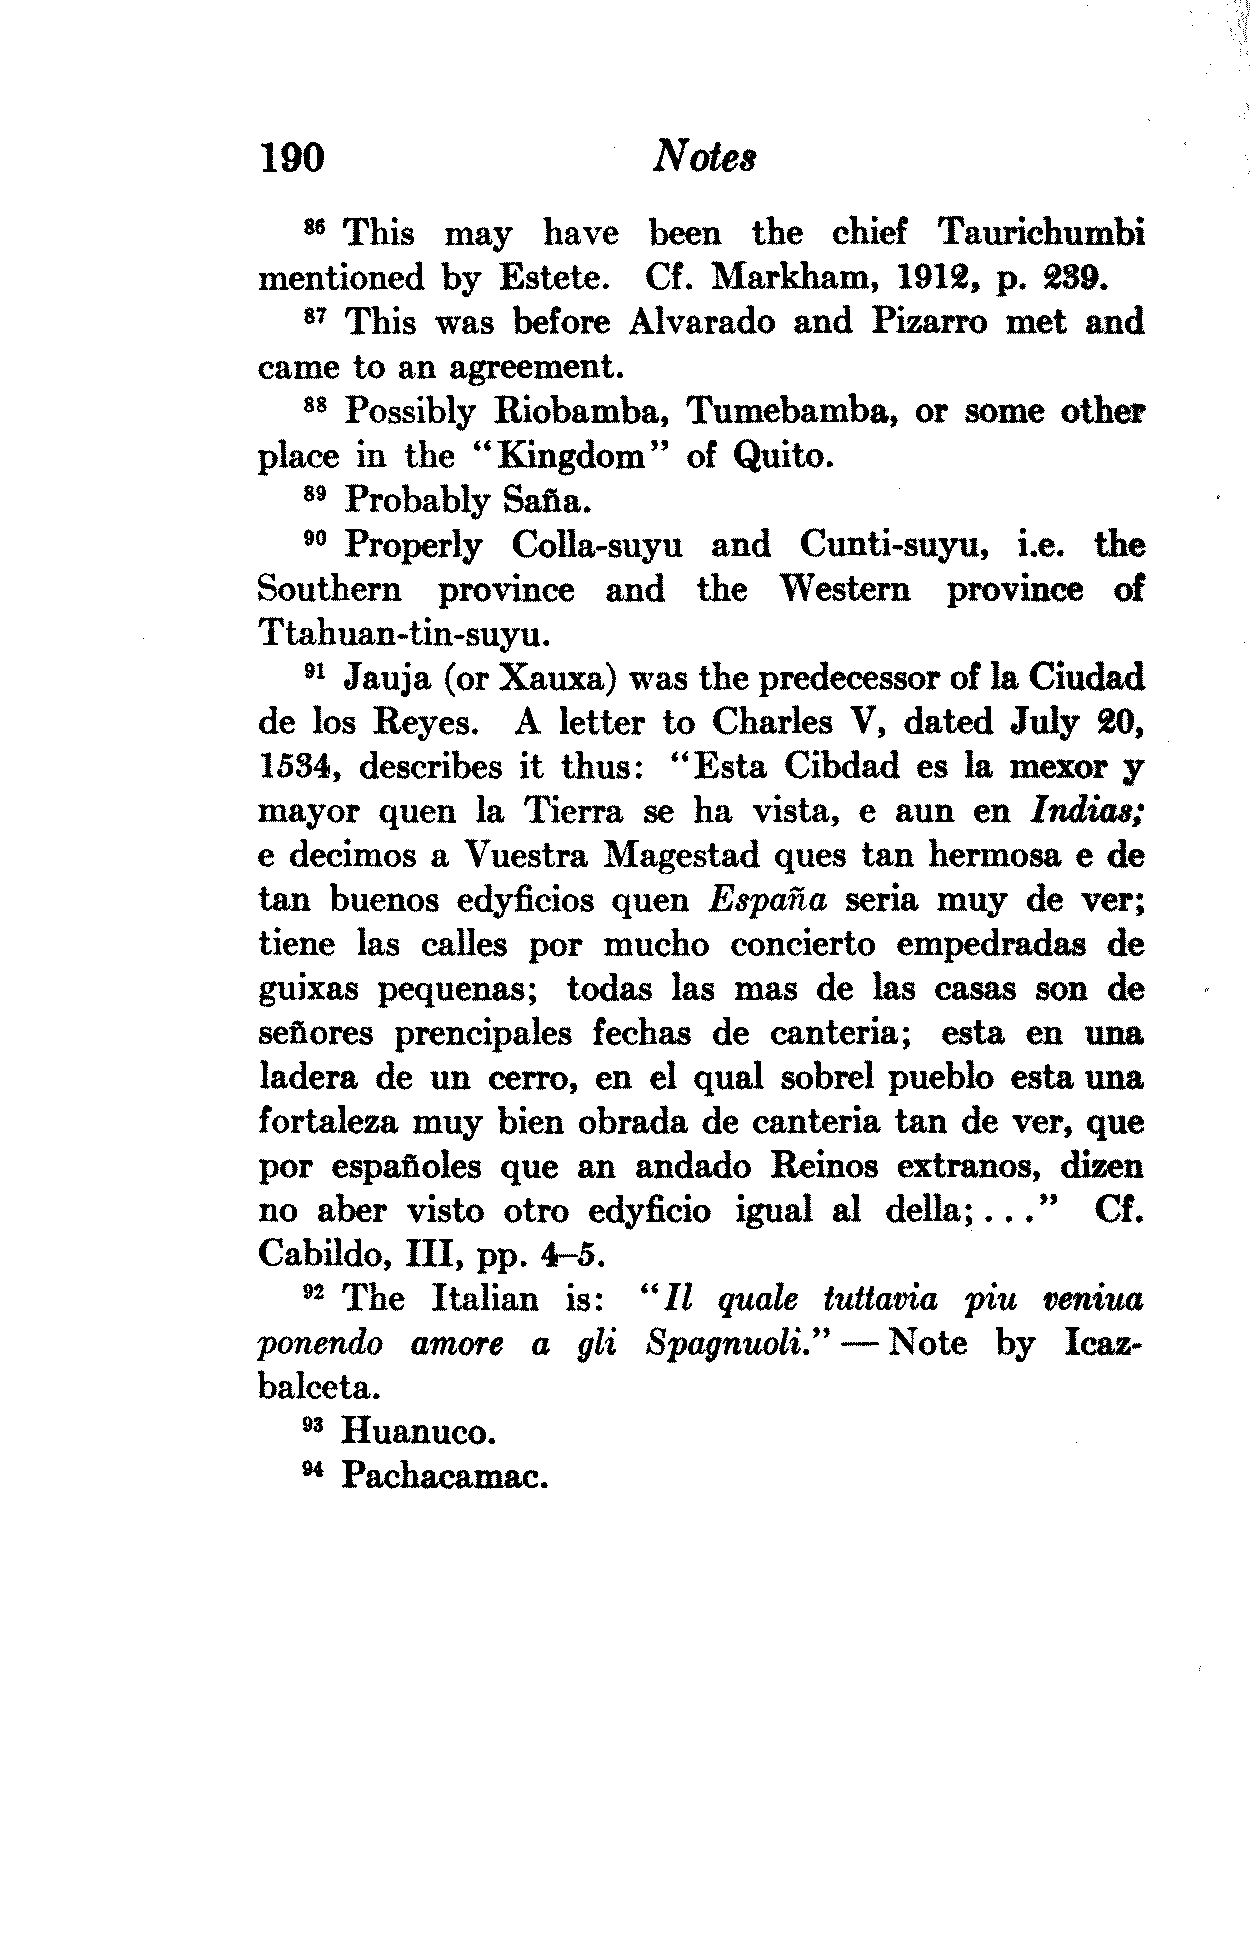 190 Notes
⁸⁶ This may have been the chief Taurichumbi
mentioned by Estete. Cf. Markham, 1912, p. 239.
⁸⁷ This was before Alvarado and Pizarro met and
came to an agreement.
⁸⁸ Possibly Riobamba, Tumebamba, or some other
place in the “Kingdom” of Quito.
⁸⁹ Probably Saña.
⁹⁰ Properly Colla-suyu and Cunti-suyu, i.e. the
Southern province and the Western province of
Ttahuan-tin-suyu.
⁹¹ Jauja (or Xauxa) was the predecessor of la Ciudad
de los Reyes. A letter to Charles V, dated July 20,
1534, describes it thus: “Esta Cibdad es la mexor y
mayor quen la Tierra se ha vista, e aun en Indias;
e decimos a Vuestra Magestad ques tan hermosa e de
tan buenos edyficios quen España seria muy de ver;
tiene las calles por mucho concierto empedradas de
guixas pequenas; todas las mas de las casas son de
señores prencipales fechas de canteria; esta en una
ladera de un cerro, en el qual sobrel pueblo esta una
fortaleza muy bien obrada de canteria tan de ver, que
por españoles que an andado Reinos extranos, dizen
no aber visto otro edyficio igual al della; . . .” Cf.
Cabildo, III, pp. 4–5.
⁹² The Italian is: “Il quale tuttavia piu veniua
ponendo amore a gli Spagnuoli.” — Note by Icaz-
balceta.
⁹³ Huanuco.
⁹⁴ Pachacamac.